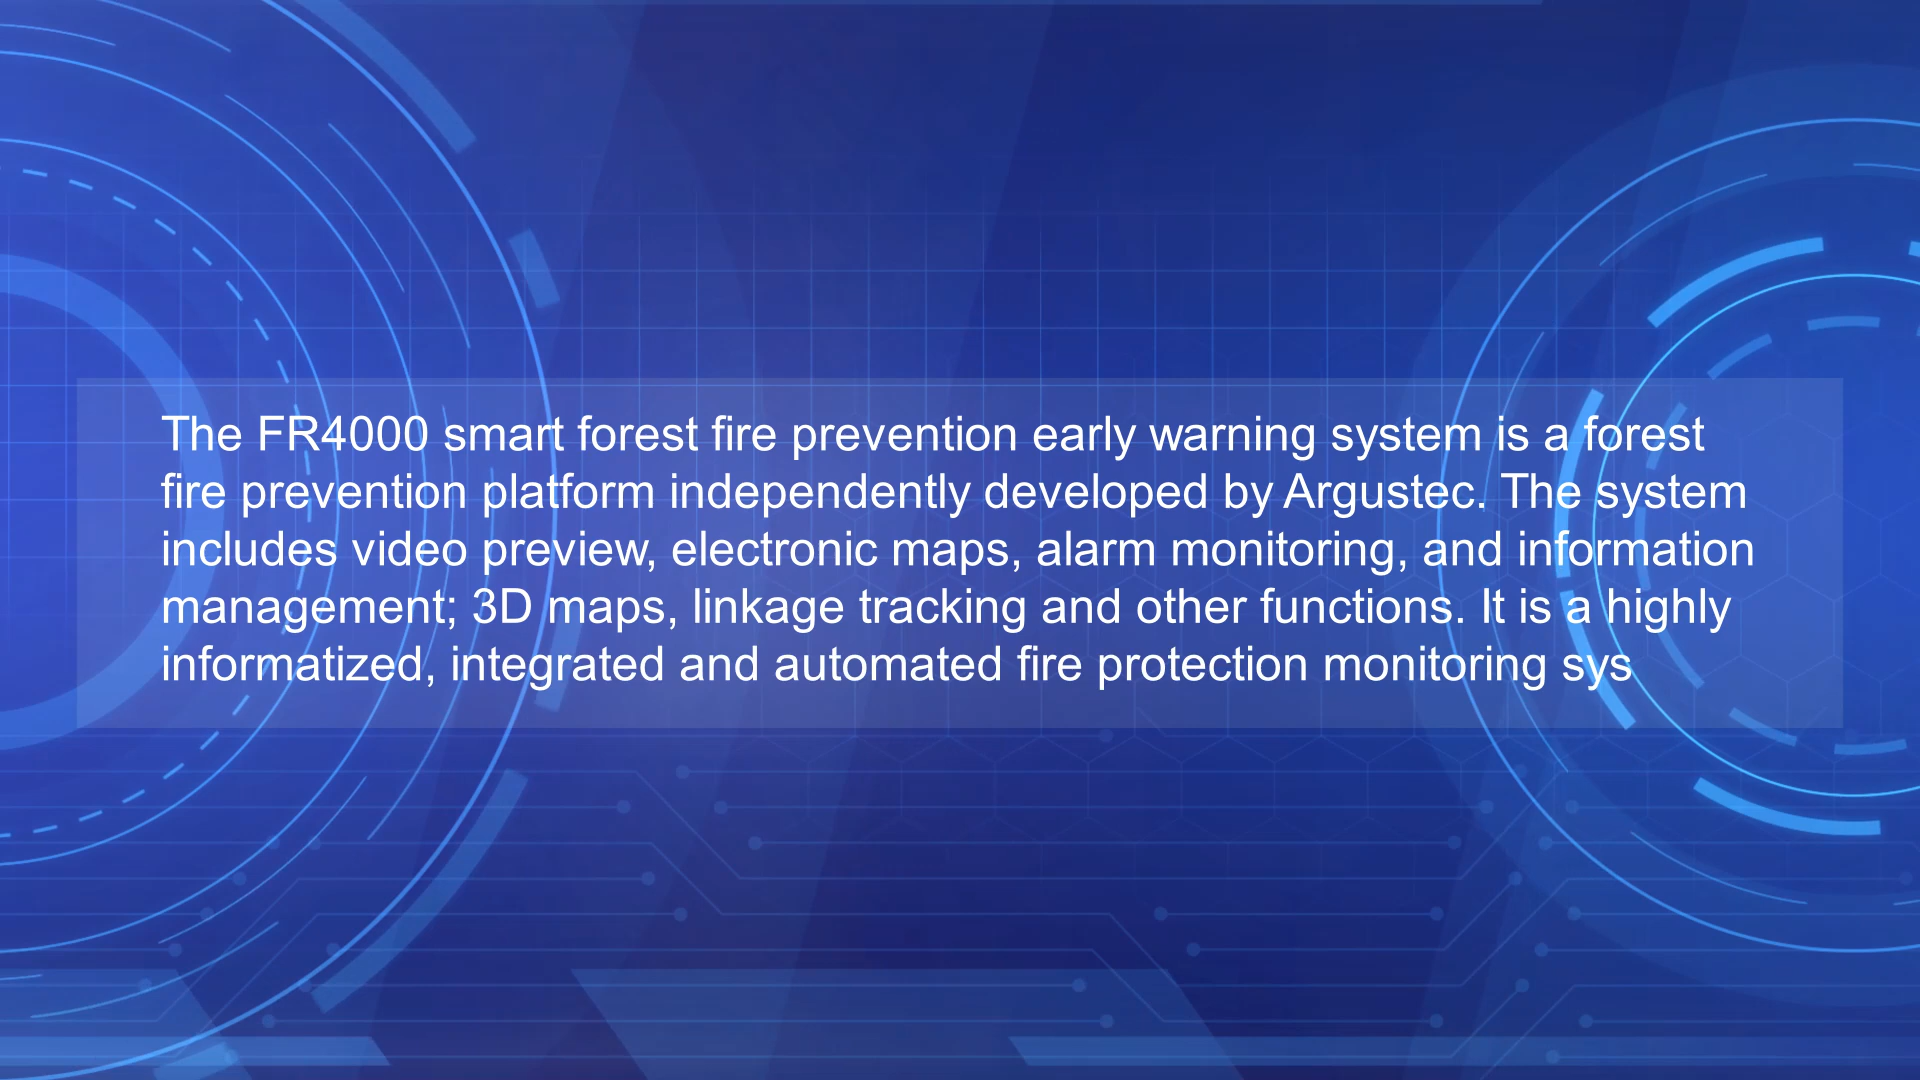 The FR4000 smart forest fire prevention early warning system is a forest
fire prevention platform independently developed by Argustec. The system
includes video preview, electronic maps, alarm monitoring, and information
management; 3D maps, linkage tracking and other functions. It is a highly
informatized, integrated and automated fire protection monitoring sys